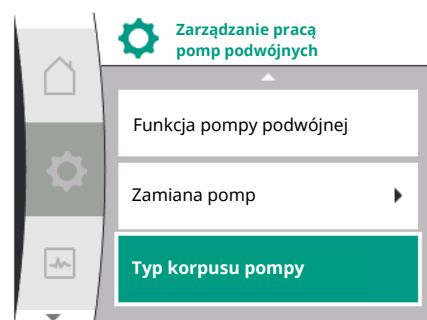 Zarządzanie pracą
pomp podwójnych
Funkcja pompy podwójnej
Zamiana pomp
Typ korpusu pompy